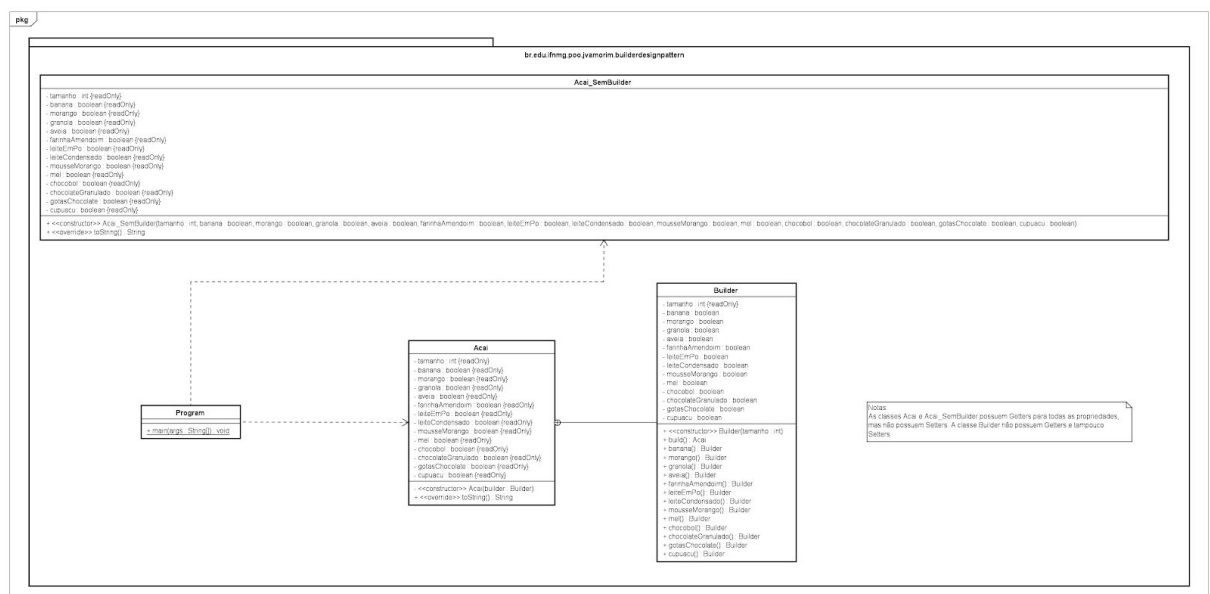 pkg
br.edu.ifnmg.poo.jvamorim.builderdesignpattern
Acai_SemBuilder
- tamanho : int {readOnly}
- banana : boolean {readOnly}
- morango : boolean {readOnly}
- granola : boolean {readOnly}
- aveia : boolean {readOnly}
- farinhaAmendoim : boolean {readOnly}
- leiteEmPo : boolean {readOnly}
- leiteCondensado : boolean {readOnly}
- mousseMorango : boolean {readOnly}
- mel : boolean {readOnly}
- chocobol : boolean {readOnly}
- chocolateGranulado : boolean {readOnly}
- gotasChocolate : boolean {readOnly}
- cupuacu : boolean {readOnly}
+ <<constructor>> Acai_SemBuilder(tamanho : int, banana : boolean, morango : boolean, granola : boolean, aveia : boolean, farinhaAmendoim : boolean, leiteEmPo : boolean, leiteCondensado : boolean, mousseMorango : boolean, mel : boolean, chocobol : boolean, chocolateGranulado : boolean, gotasChocolate : boolean, cupuacu : boolean)
+ <<override>> toString() : String
Program
+ main(args : String[]) : void
Acai
- tamanho : int {readOnly}
- banana : boolean {readOnly}
- morango : boolean {readOnly}
- granola : boolean {readOnly}
- aveia : boolean {readOnly}
- farinhaAmendoim : boolean {readOnly}
- leiteEmPo : boolean {readOnly}
- leiteCondensado : boolean {readOnly}
- mousseMorango : boolean {readOnly}
- mel : boolean {readOnly}
- chocobol : boolean {readOnly}
- chocolateGranulado : boolean {readOnly}
- gotasChocolate : boolean {readOnly}
- cupuacu : boolean {readOnly}
- <<constructor>> Acai(builder : Builder)
+ <<override>> toString() : String
Builder
- tamanho : int {readOnly}
- banana : boolean
- morango : boolean
- granola : boolean
- aveia : boolean
- farinhaAmendoim : boolean
- leiteEmPo : boolean
- leiteCondensado : boolean
- mousseMorango : boolean
- mel : boolean
- chocobol : boolean
- chocolateGranulado : boolean
- gotasChocolate : boolean
- cupuacu : boolean
+ <<constructor>> Builder(tamanho : int)
+ build() : Acai
+ banana() : Builder
+ morango() : Builder
+ granola() : Builder
+ aveia() : Builder
+ farinhaAmendoim() : Builder
+ leiteEmPo() : Builder
+ leiteCondensado() : Builder
+ mousseMorango() : Builder
+ mel() : Builder
+ chocobol() : Builder
+ chocolateGranulado() : Builder
+ gotasChocolate() : Builder
+ cupuacu() : Builder
Notas
As classes Acai e Acai_SemBuilder possuem Getters para todas as propriedades,
mas não possuem Setters. A classe Builder não possuem Getters e tampouco
Setters.